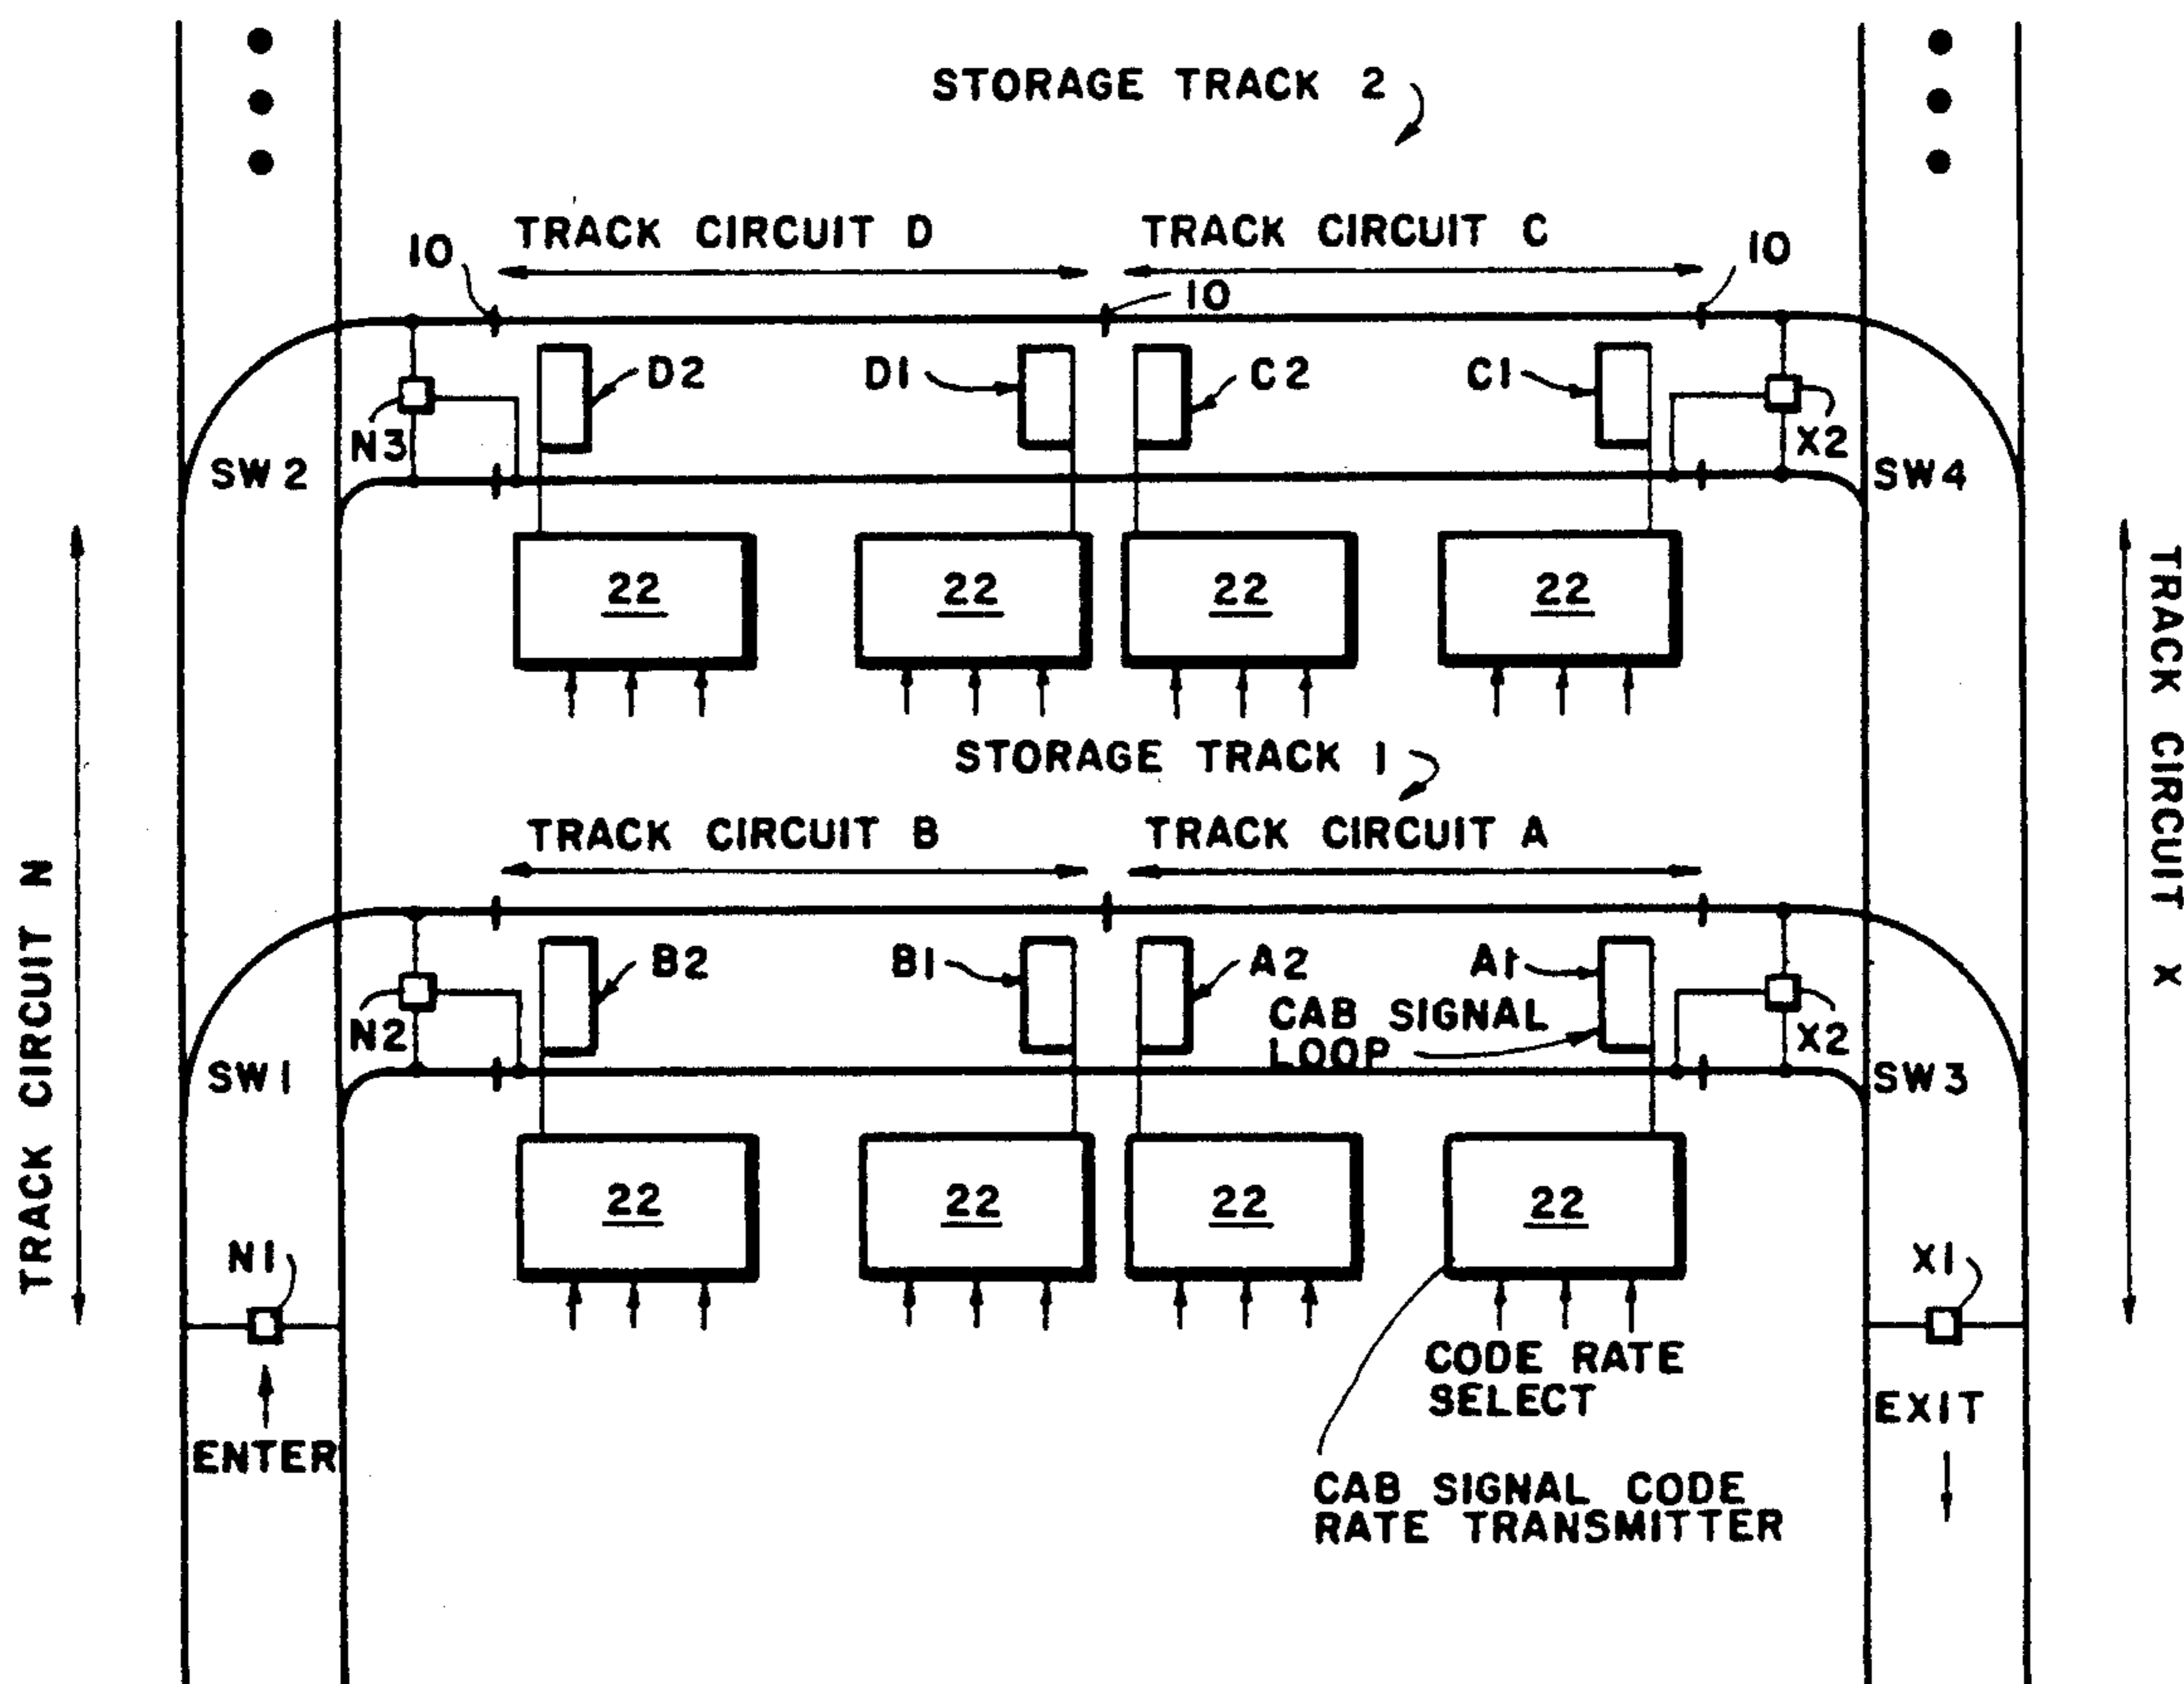 STORAGE TRACK 2
TRACK CIRCUIT D
TRACK CIRCUIT C
10
10
10
D2
D1
C2
C1
N3
X2
SW2
SW4
22
22
22
22
STORAGE TRACK 1
TRACK CIRCUIT B
TRACK CIRCUIT A
B2
B1
A2
A1
CAB SIGNAL
LOOP
N2
X2
SW1
SW3
22
22
22
22
TRACK CIRCUIT N
TRACK CIRCUIT X
N1
X1
ENTER
EXIT
CODE RATE
SELECT
CAB SIGNAL CODE
RATE TRANSMITTER